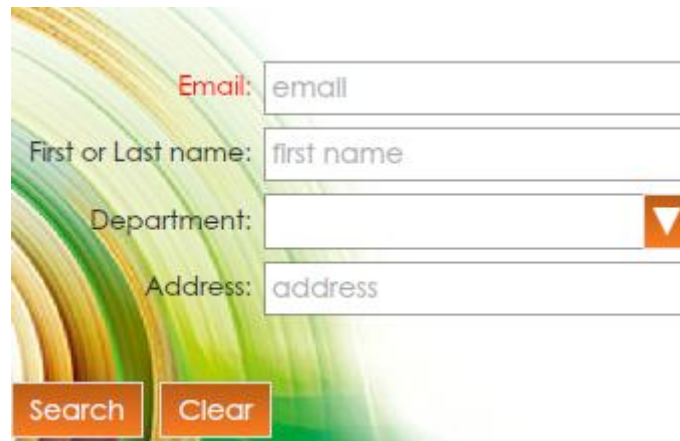 Email: email
First or Last name: first name
Department:
Address: address
Search Clear